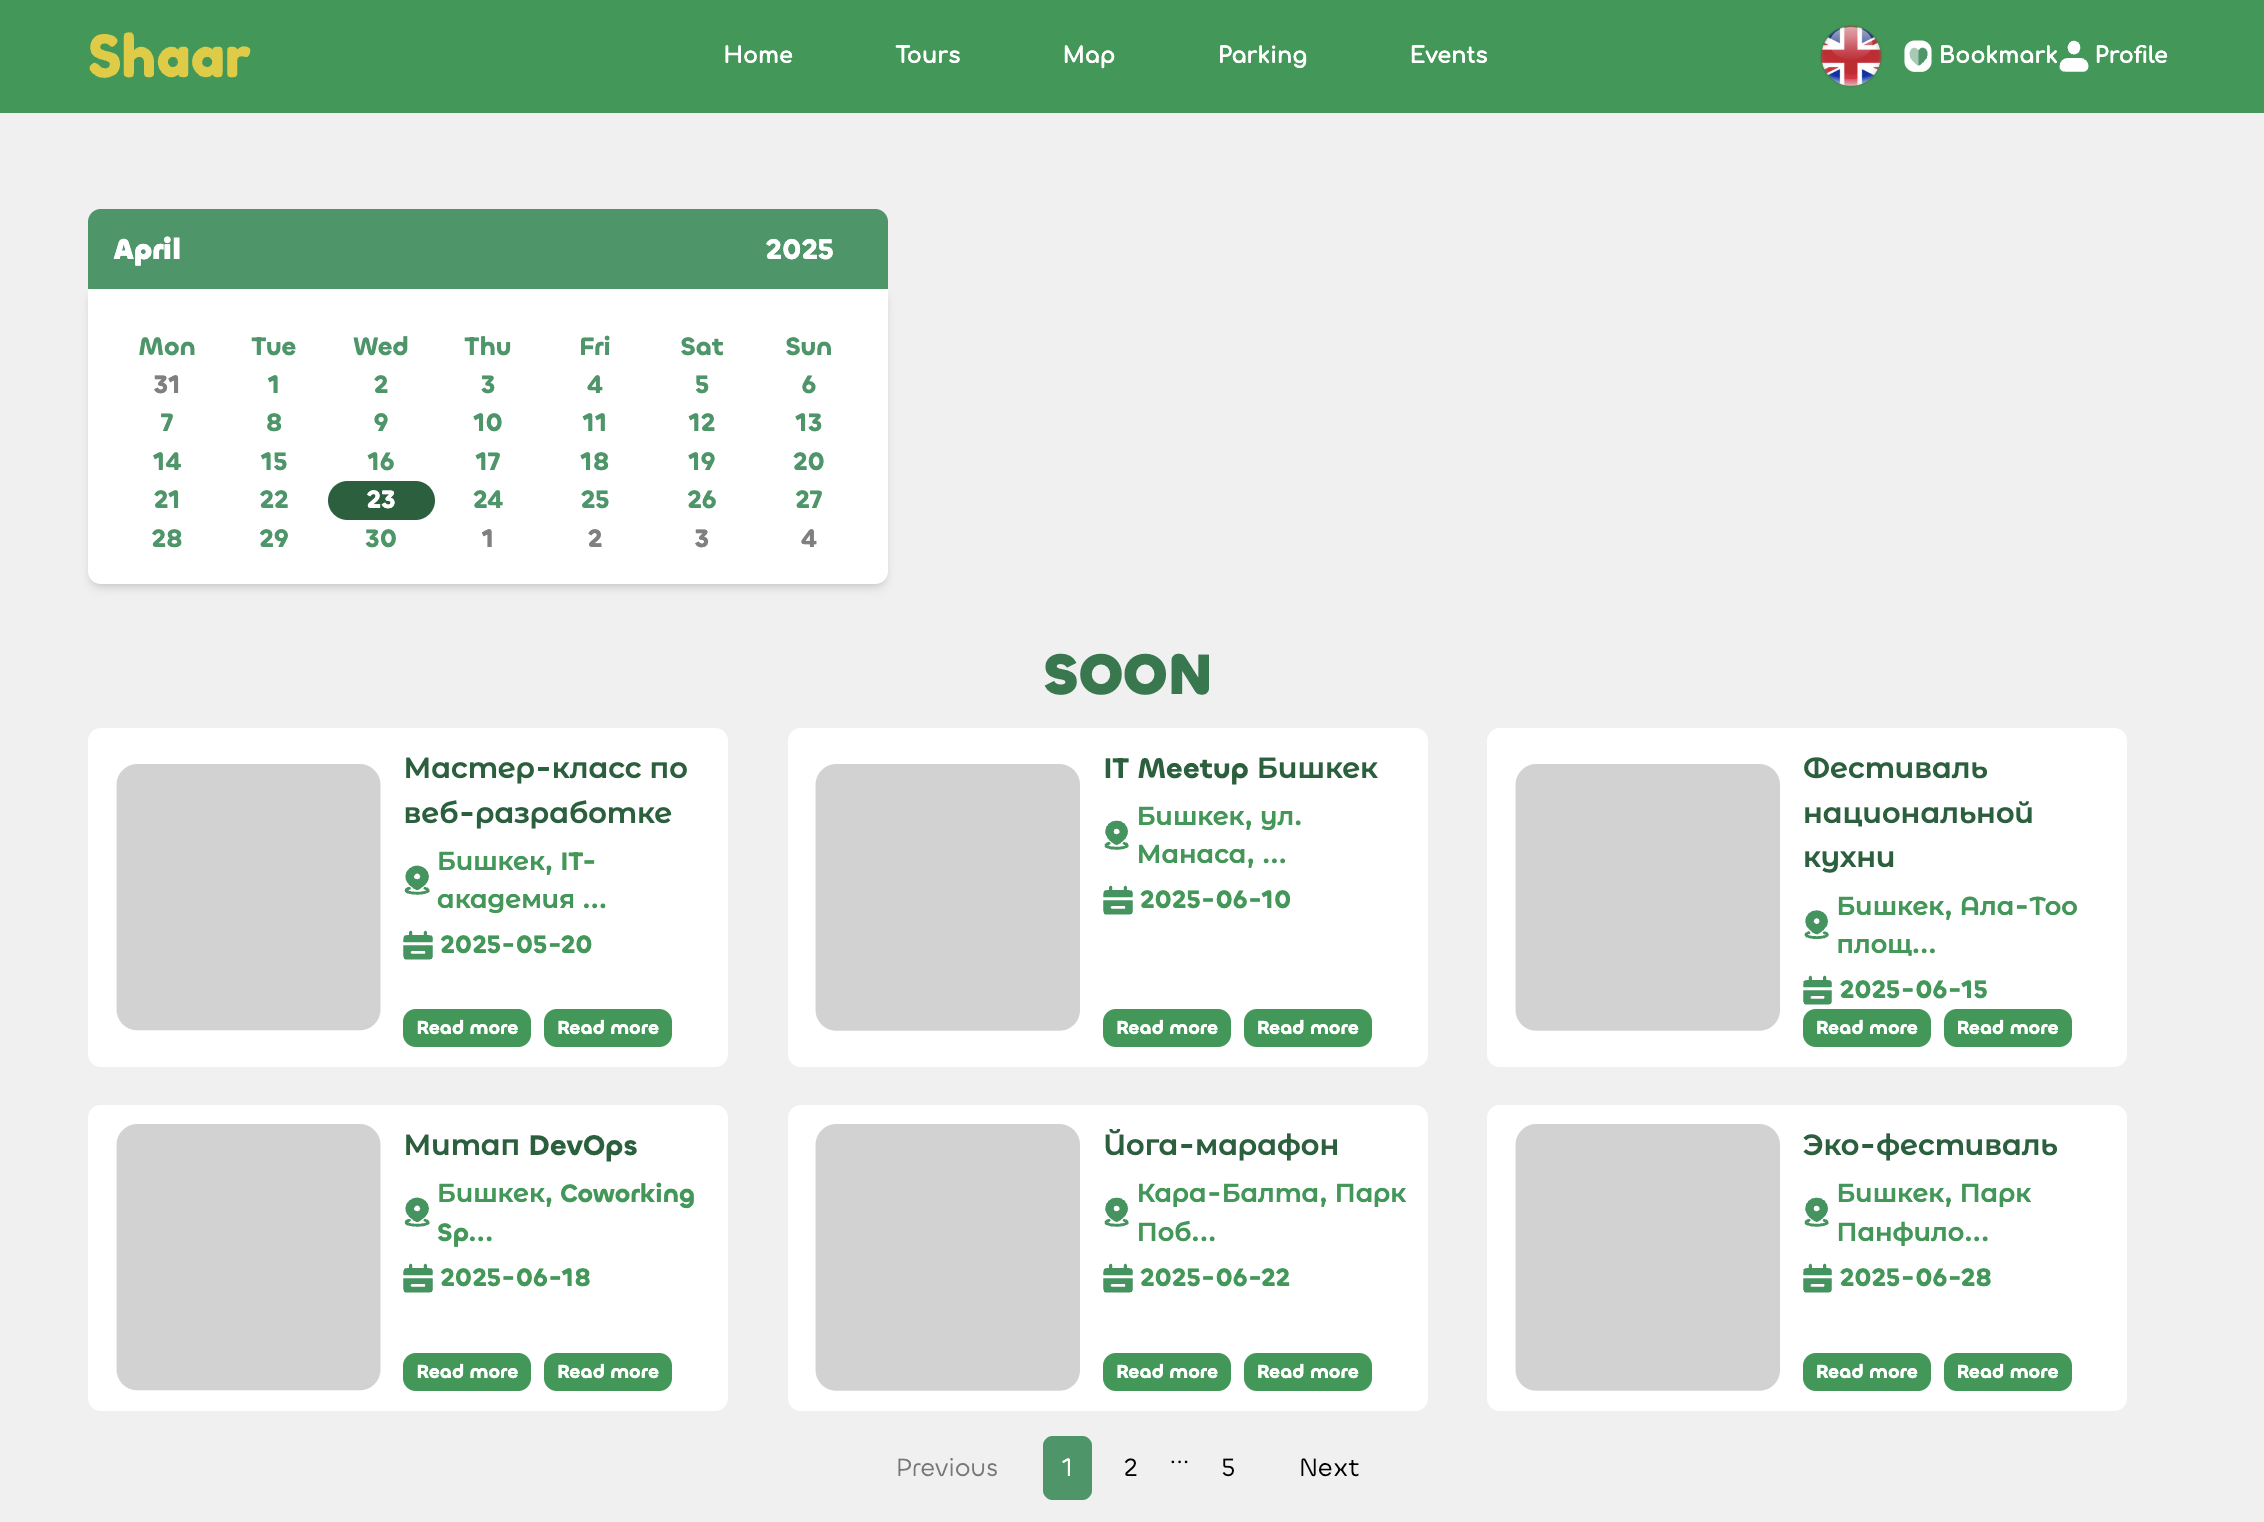 Shaar
Home Tours Map Parking Events
Bookmark Profile
April 2025
Mon Tue Wed Thu Fri Sat Sun
31 1 2 3 4 5 6
7 8 9 10 11 12 13
14 15 16 17 18 19 20
21 22 23 24 25 26 27
28 29 30 1 2 3 4
SOON
Мастер-класс по
веб-разработке
Бишкек, IT-
академия ...
2025-05-20
Read more Read more
IT Meetup Бишкек
Бишкек, ул.
Манаса, ...
2025-06-10
Read more Read more
Фестиваль
национальной
кухни
Бишкек, Ала-Тоо
площ...
2025-06-15
Read more Read more
Митап DevOps
Бишкек, Coworking
Sp...
2025-06-18
Read more Read more
Йога-марафон
Кара-Балта, Парк
Поб...
2025-06-22
Read more Read more
Эко-фестиваль
Бишкек, Парк
Панфило...
2025-06-28
Read more Read more
Previous 1 2 ... 5 Next